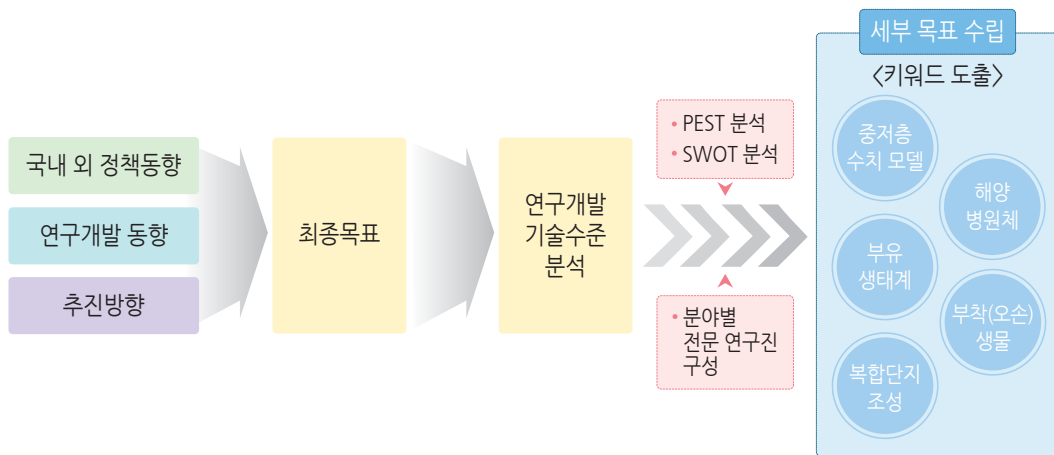 국내 외 정책동향
연구개발 동향
추진방향
최종목표
연구개발
기술수준
분석
• PEST 분석
• SWOT 분석
• 분야별
전문 연구진
구성
세부 목표 수립
<키워드 도출>
중저층
수치 모델
해양
병원체
부유
생태계
부착(오손)
생물
복합단지
조성